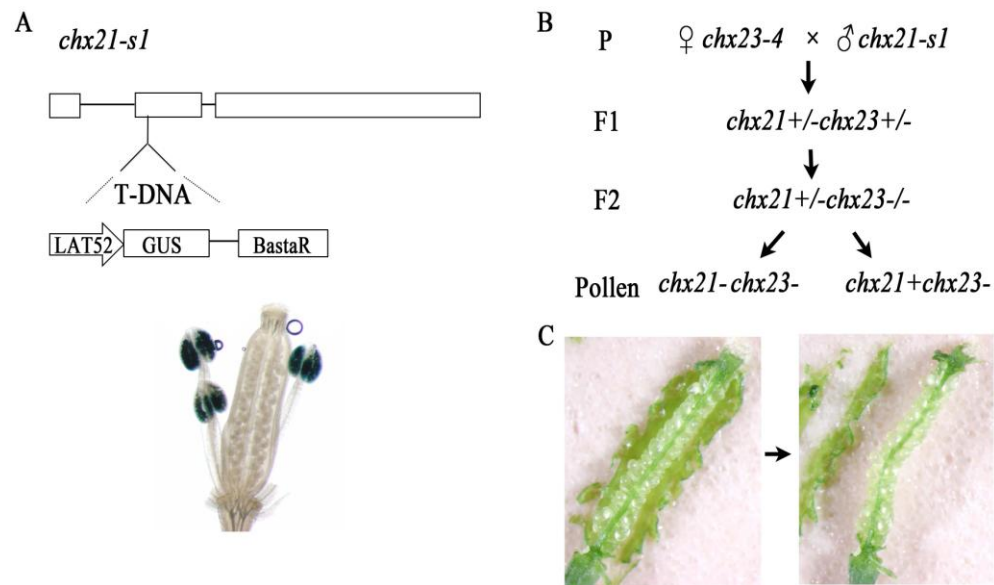 A
chx21-s1
T-DNA
LAT52 GUS BastaR
B
P ♀ chx23-4 × ♂ chx21-s1
F1 chx21+/-chx23+/-
F2 chx21+/-chx23-/-
Pollen chx21- chx23- chx21+chx23-
C